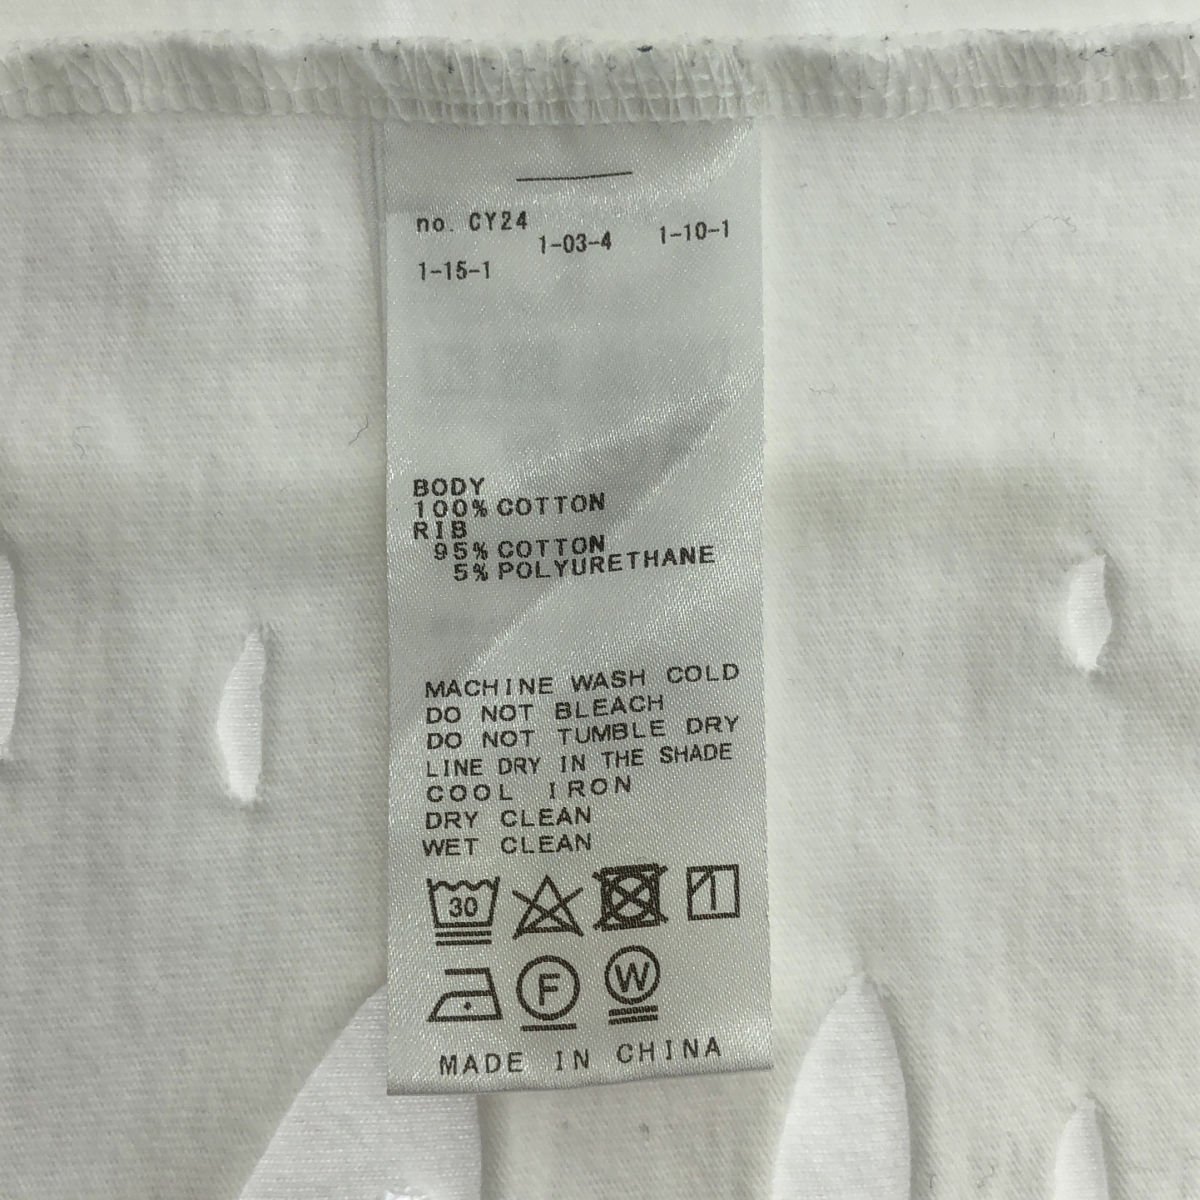 no. CY24
1-03-4 1-10-1
1-15-1
BODY
100% COTTON
RIB
95% COTTON
5% POLYURETHANE
MACHINE WASH COLD
DO NOT BLEACH
DO NOT TUMBLE DRY
LINE DRY IN THE SHADE
COOL IRON
DRY CLEAN
WET CLEAN
30
F W
MADE IN CHINA